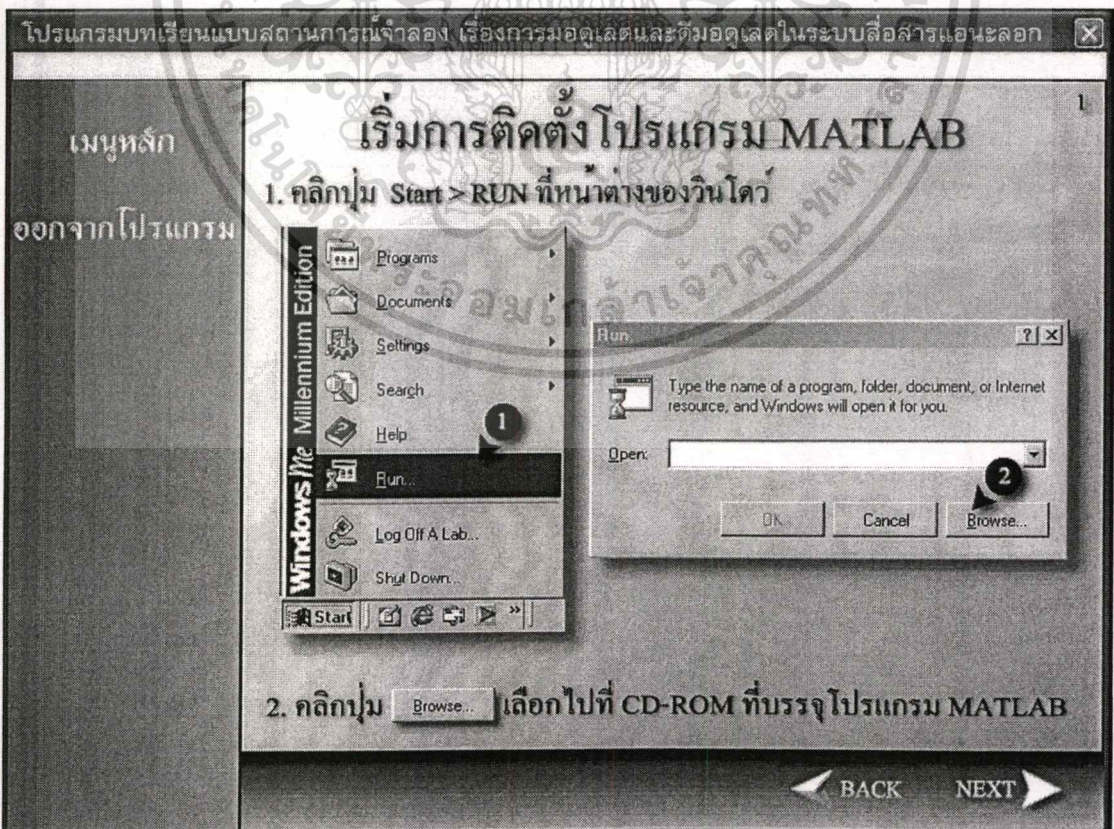 โปรแกรมบทเรียนแบบสถานการณ์จำลอง เรื่องการมอดูเลตและดีมอดูเลตในระบบสื่อสารแอนะลอก
เมนูหลัก
ออกจากโปรแกรม
1
เริ่มการติดตั้งโปรแกรม MATLAB
1. คลิกปุ่ม Start > RUN ที่หน้าต่างของวินโดว์
Windows Me Millennium Edition
Programs
Documents
Settings
Search
Help
1
Run...
Log Off A Lab...
Shut Down...
Start
Run
Type the name of a program, folder, document, or Internet
resource, and Windows will open it for you.
Open:
2
OK
Cancel
Browse...
2. คลิกปุ่ม Browse... เลือกไปที่ CD-ROM ที่บรรจุโปรแกรม MATLAB
BACK
NEXT